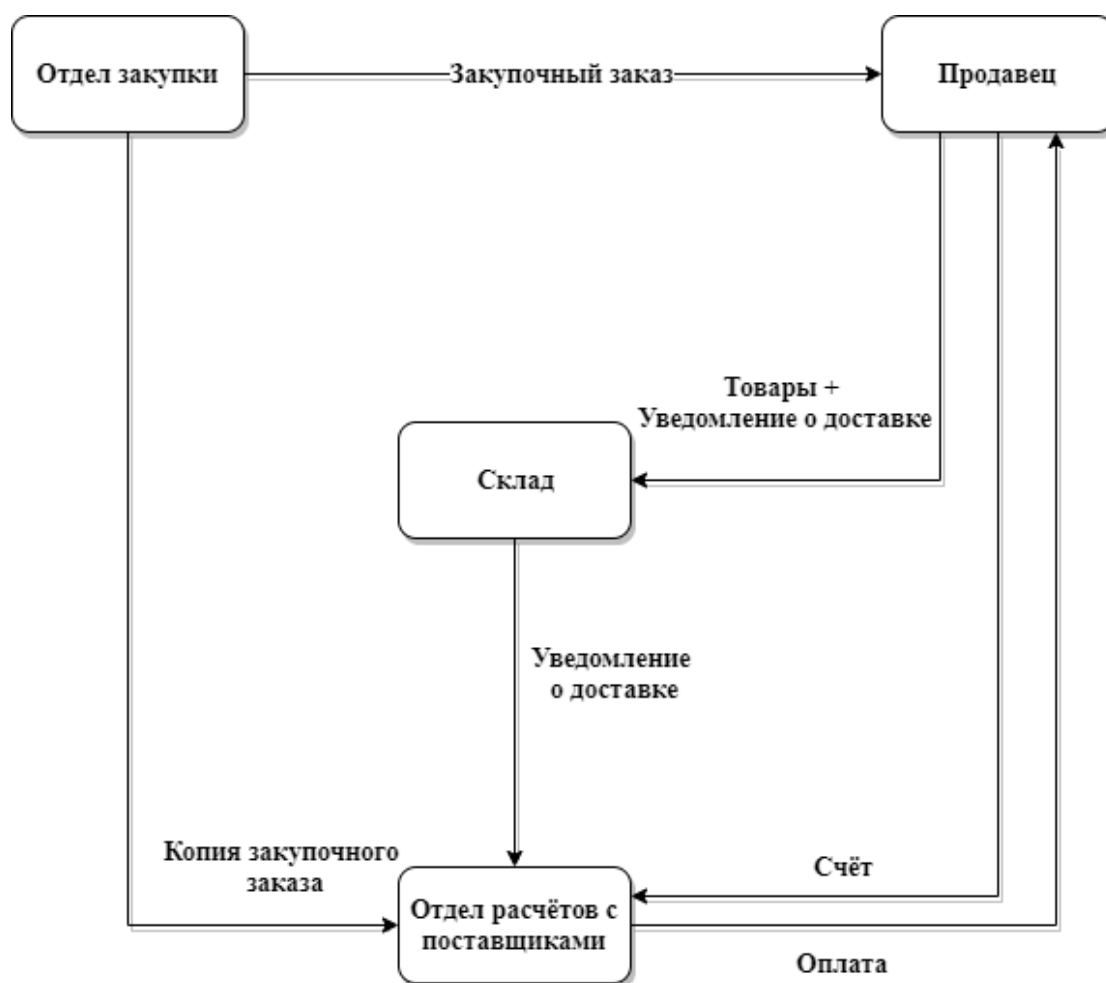 Отдел закупки
Закупочный заказ
Продавец
Товары +
Уведомление о доставке
Склад
Уведомление
о доставке
Копия закупочного
заказа
Счёт
Отдел расчётов с
поставщиками
Оплата